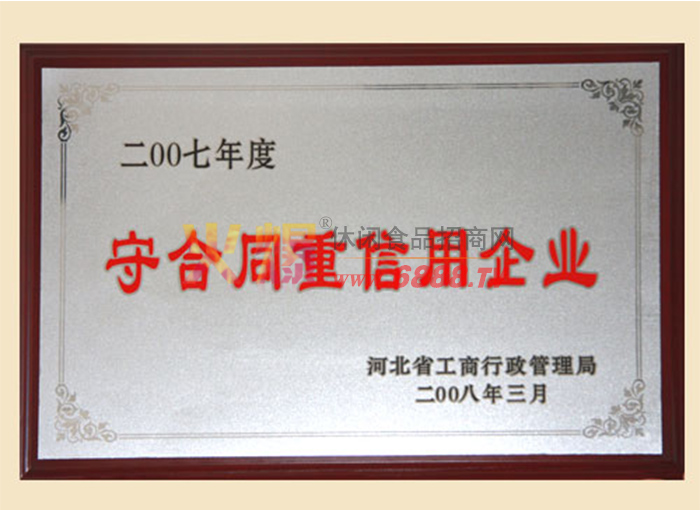 二00七年度
守合同重信用企业
®休闲食品招商网
河北省工商行政管理局
二00八年三月